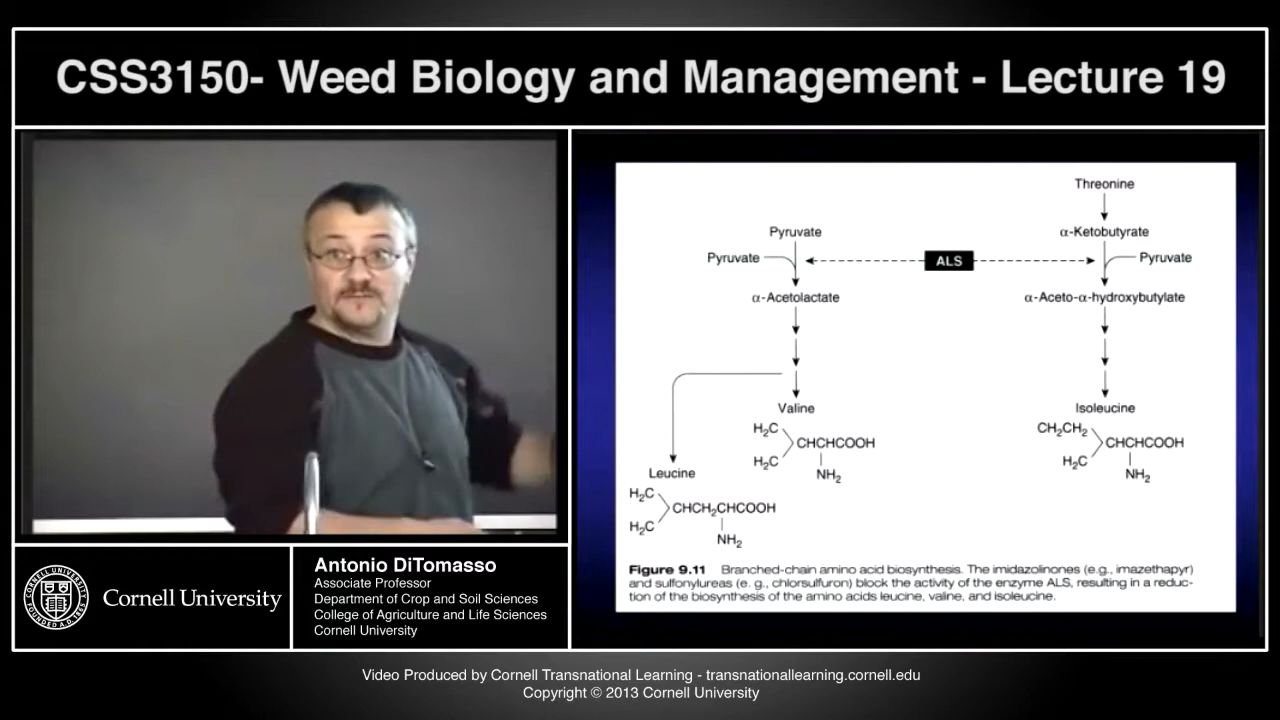 CSS3150- Weed Biology and Management - Lecture 19
Threonine
Pyruvate
α-Ketobutyrate
Pyruvate
ALS
Pyruvate
α-Acetolactate
α-Aceto-α-hydroxybutylate
Valine
Isoleucine
H₂C
CHCHCOOH
H₂C
NH₂
CH₂CH₂
CHCHCOOH
H₂C
NH₂
Leucine
H₂C
CHCH₂CHCOOH
H₂C
NH₂
Figure 9.11 Branched-chain amino acid biosynthesis. The imidazolinones (e.g., imazethapyr)
and sulfonylureas (e. g., chlorsulfuron) block the activity of the enzyme ALS, resulting in a reduc-
tion of the biosynthesis of the amino acids leucine, valine, and isoleucine.
Cornell University
Antonio DiTomasso
Associate Professor
Department of Crop and Soil Sciences
College of Agriculture and Life Sciences
Cornell University
Video Produced by Cornell Transnational Learning - transnationallearning.cornell.edu
Copyright © 2013 Cornell University